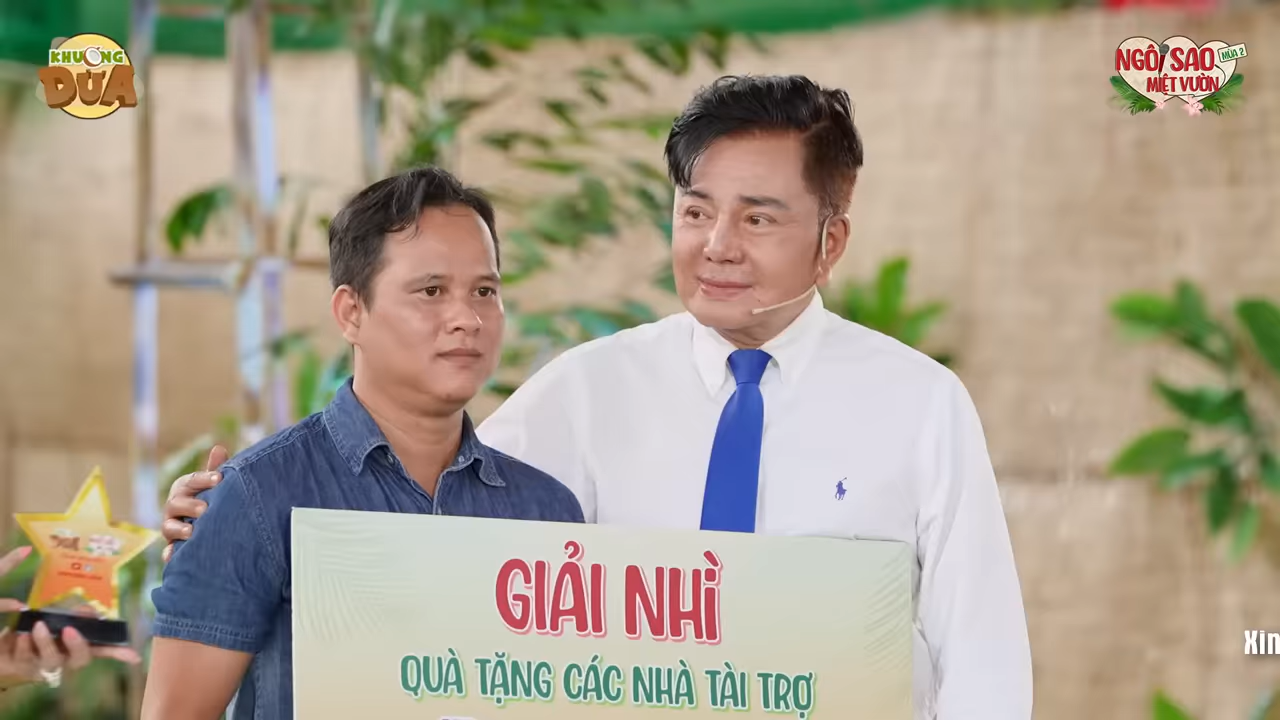 KHƯƠNG
DỪA
NGÔI SAO
MIỆT VƯỜN
MÙA 2
GIẢI NHÌ
QUÀ TẶNG CÁC NHÀ TÀI TRỢ
Xin